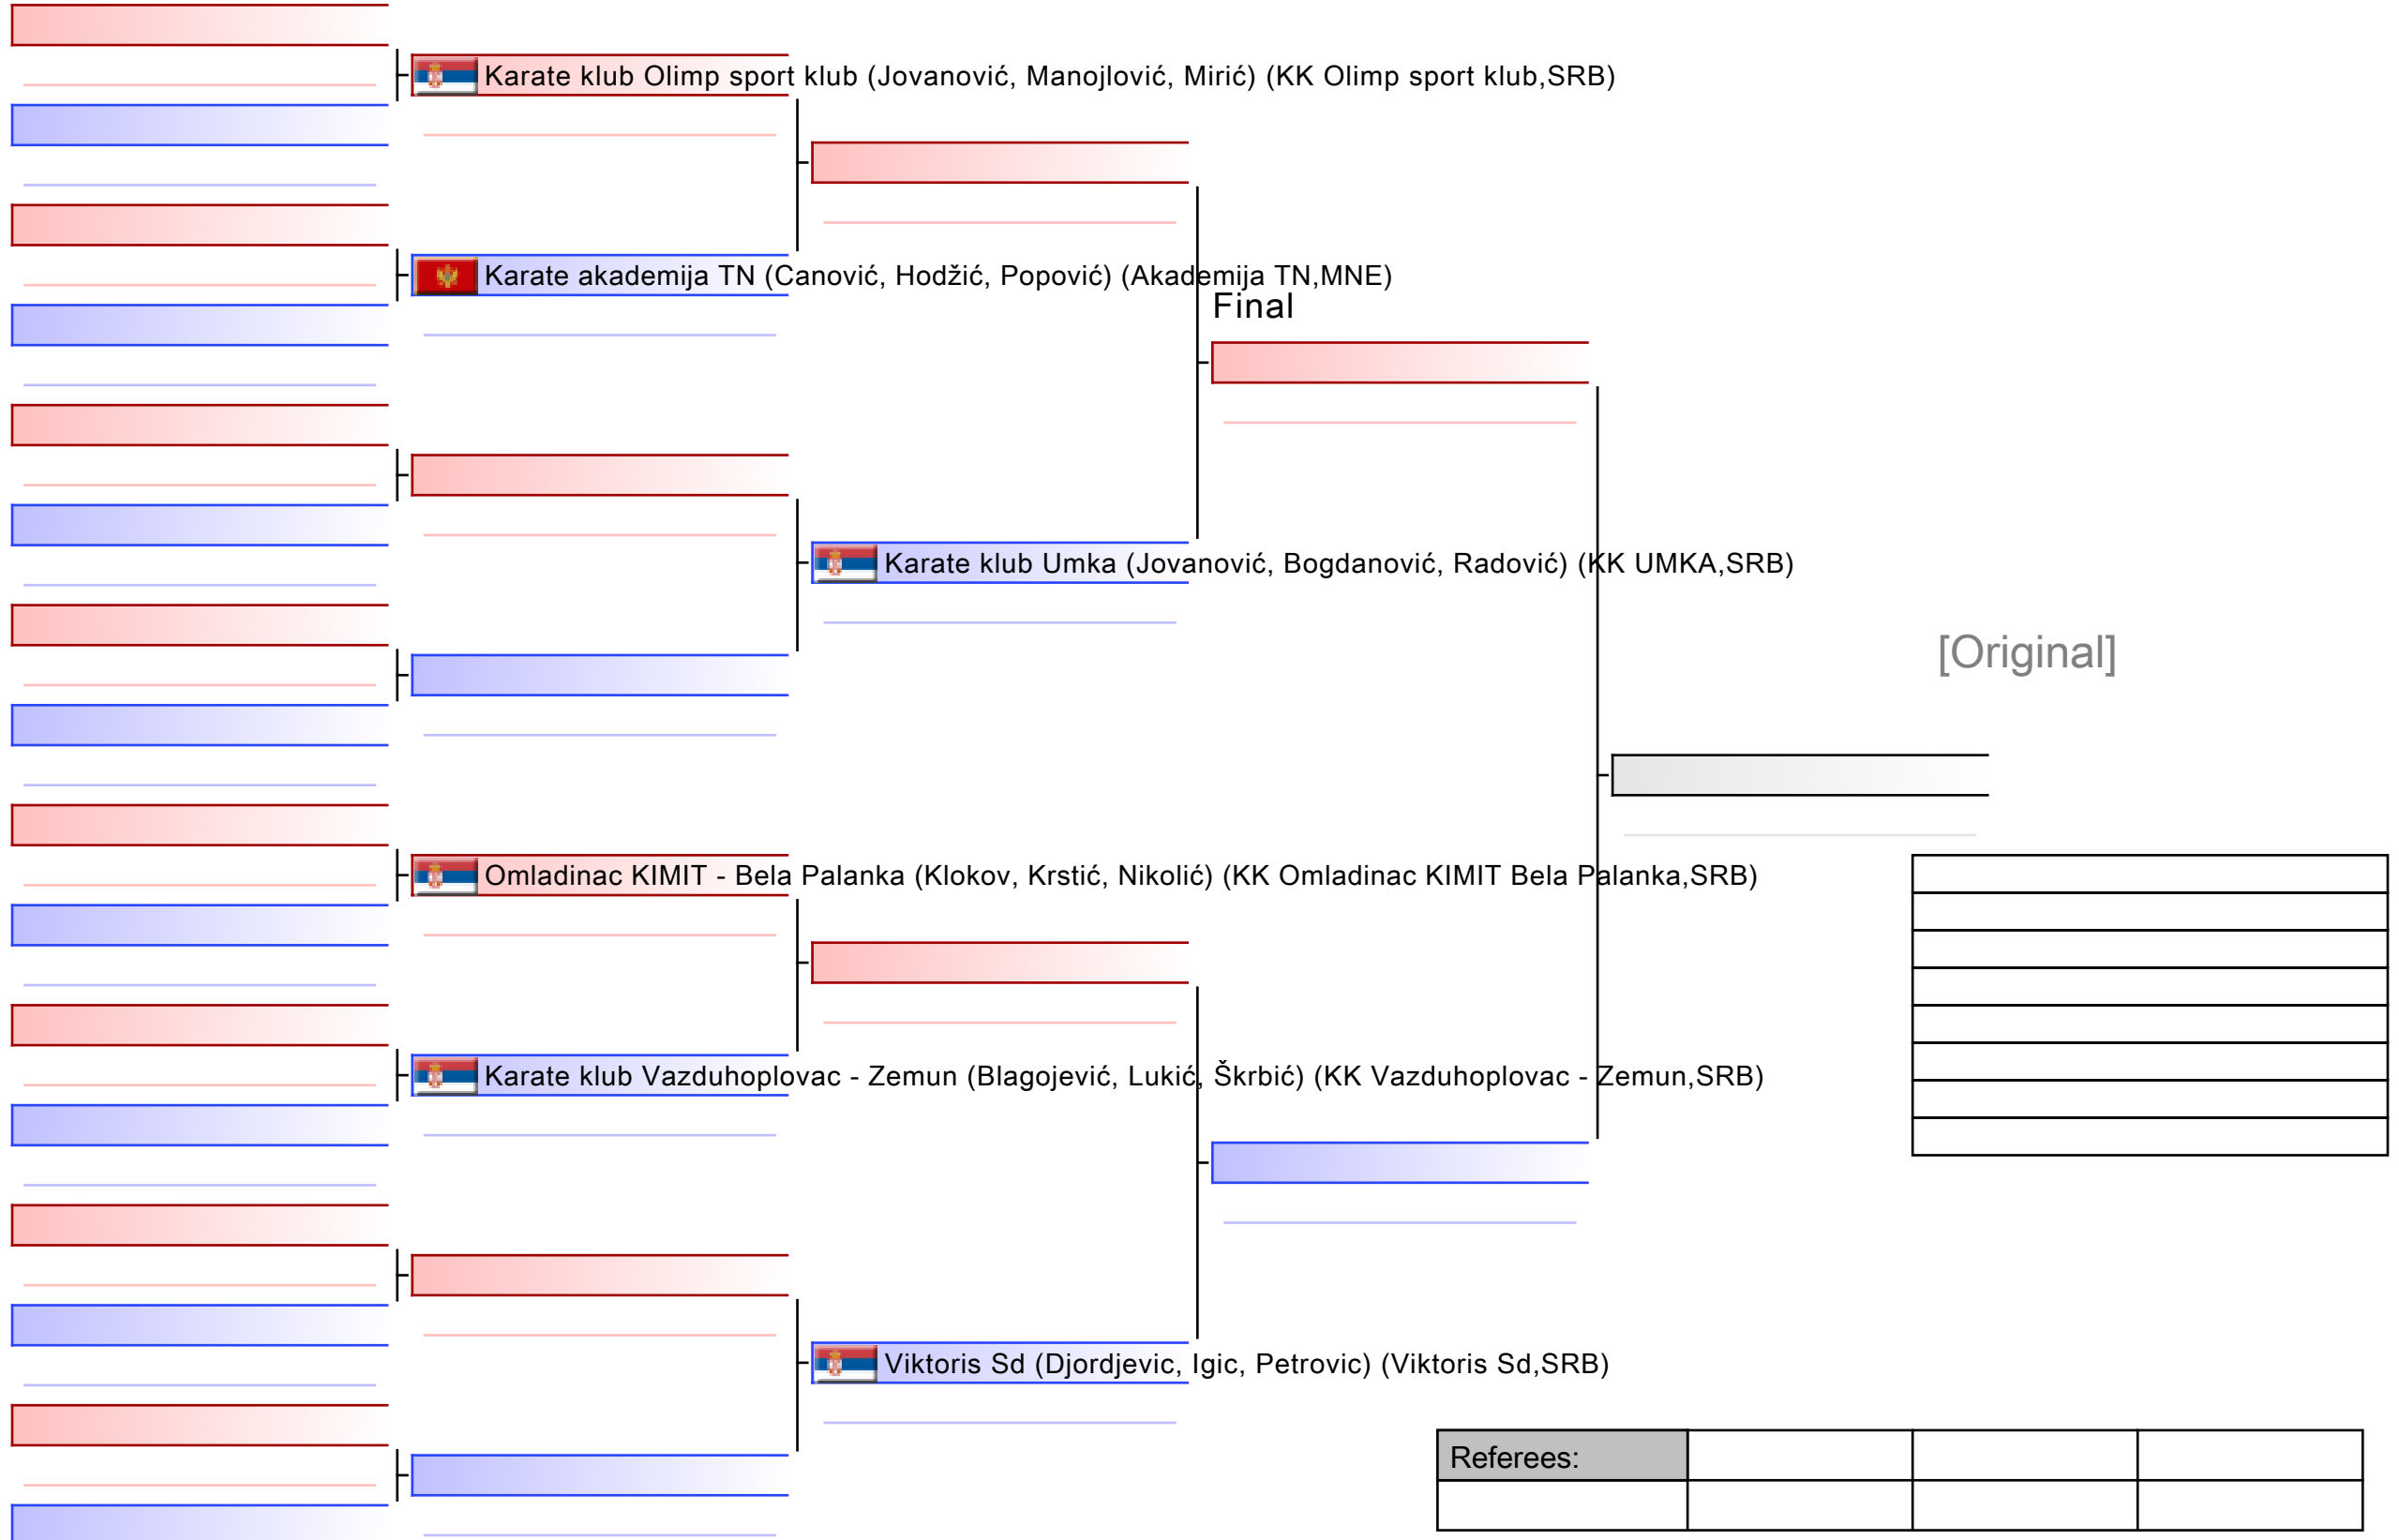 Karate klub Olimp sport klub (Jovanović, Manojlović, Mirić) (KK Olimp sport klub,SRB)
Karate akademija TN (Canović, Hodžić, Popović) (Akademija TN,MNE)
Final
Karate klub Umka (Jovanović, Bogdanović, Radović) (KK UMKA,SRB)
[Original]
Omladinac KIMIT - Bela Palanka (Klokov, Krstić, Nikolić) (KK Omladinac KIMIT Bela Palanka,SRB)
Karate klub Vazduhoplovac - Zemun (Blagojević, Lukić, Škrbić) (KK Vazduhoplovac - Zemun,SRB)
Viktoris Sd (Djordjevic, Igic, Petrovic) (Viktoris Sd,SRB)
Referees: